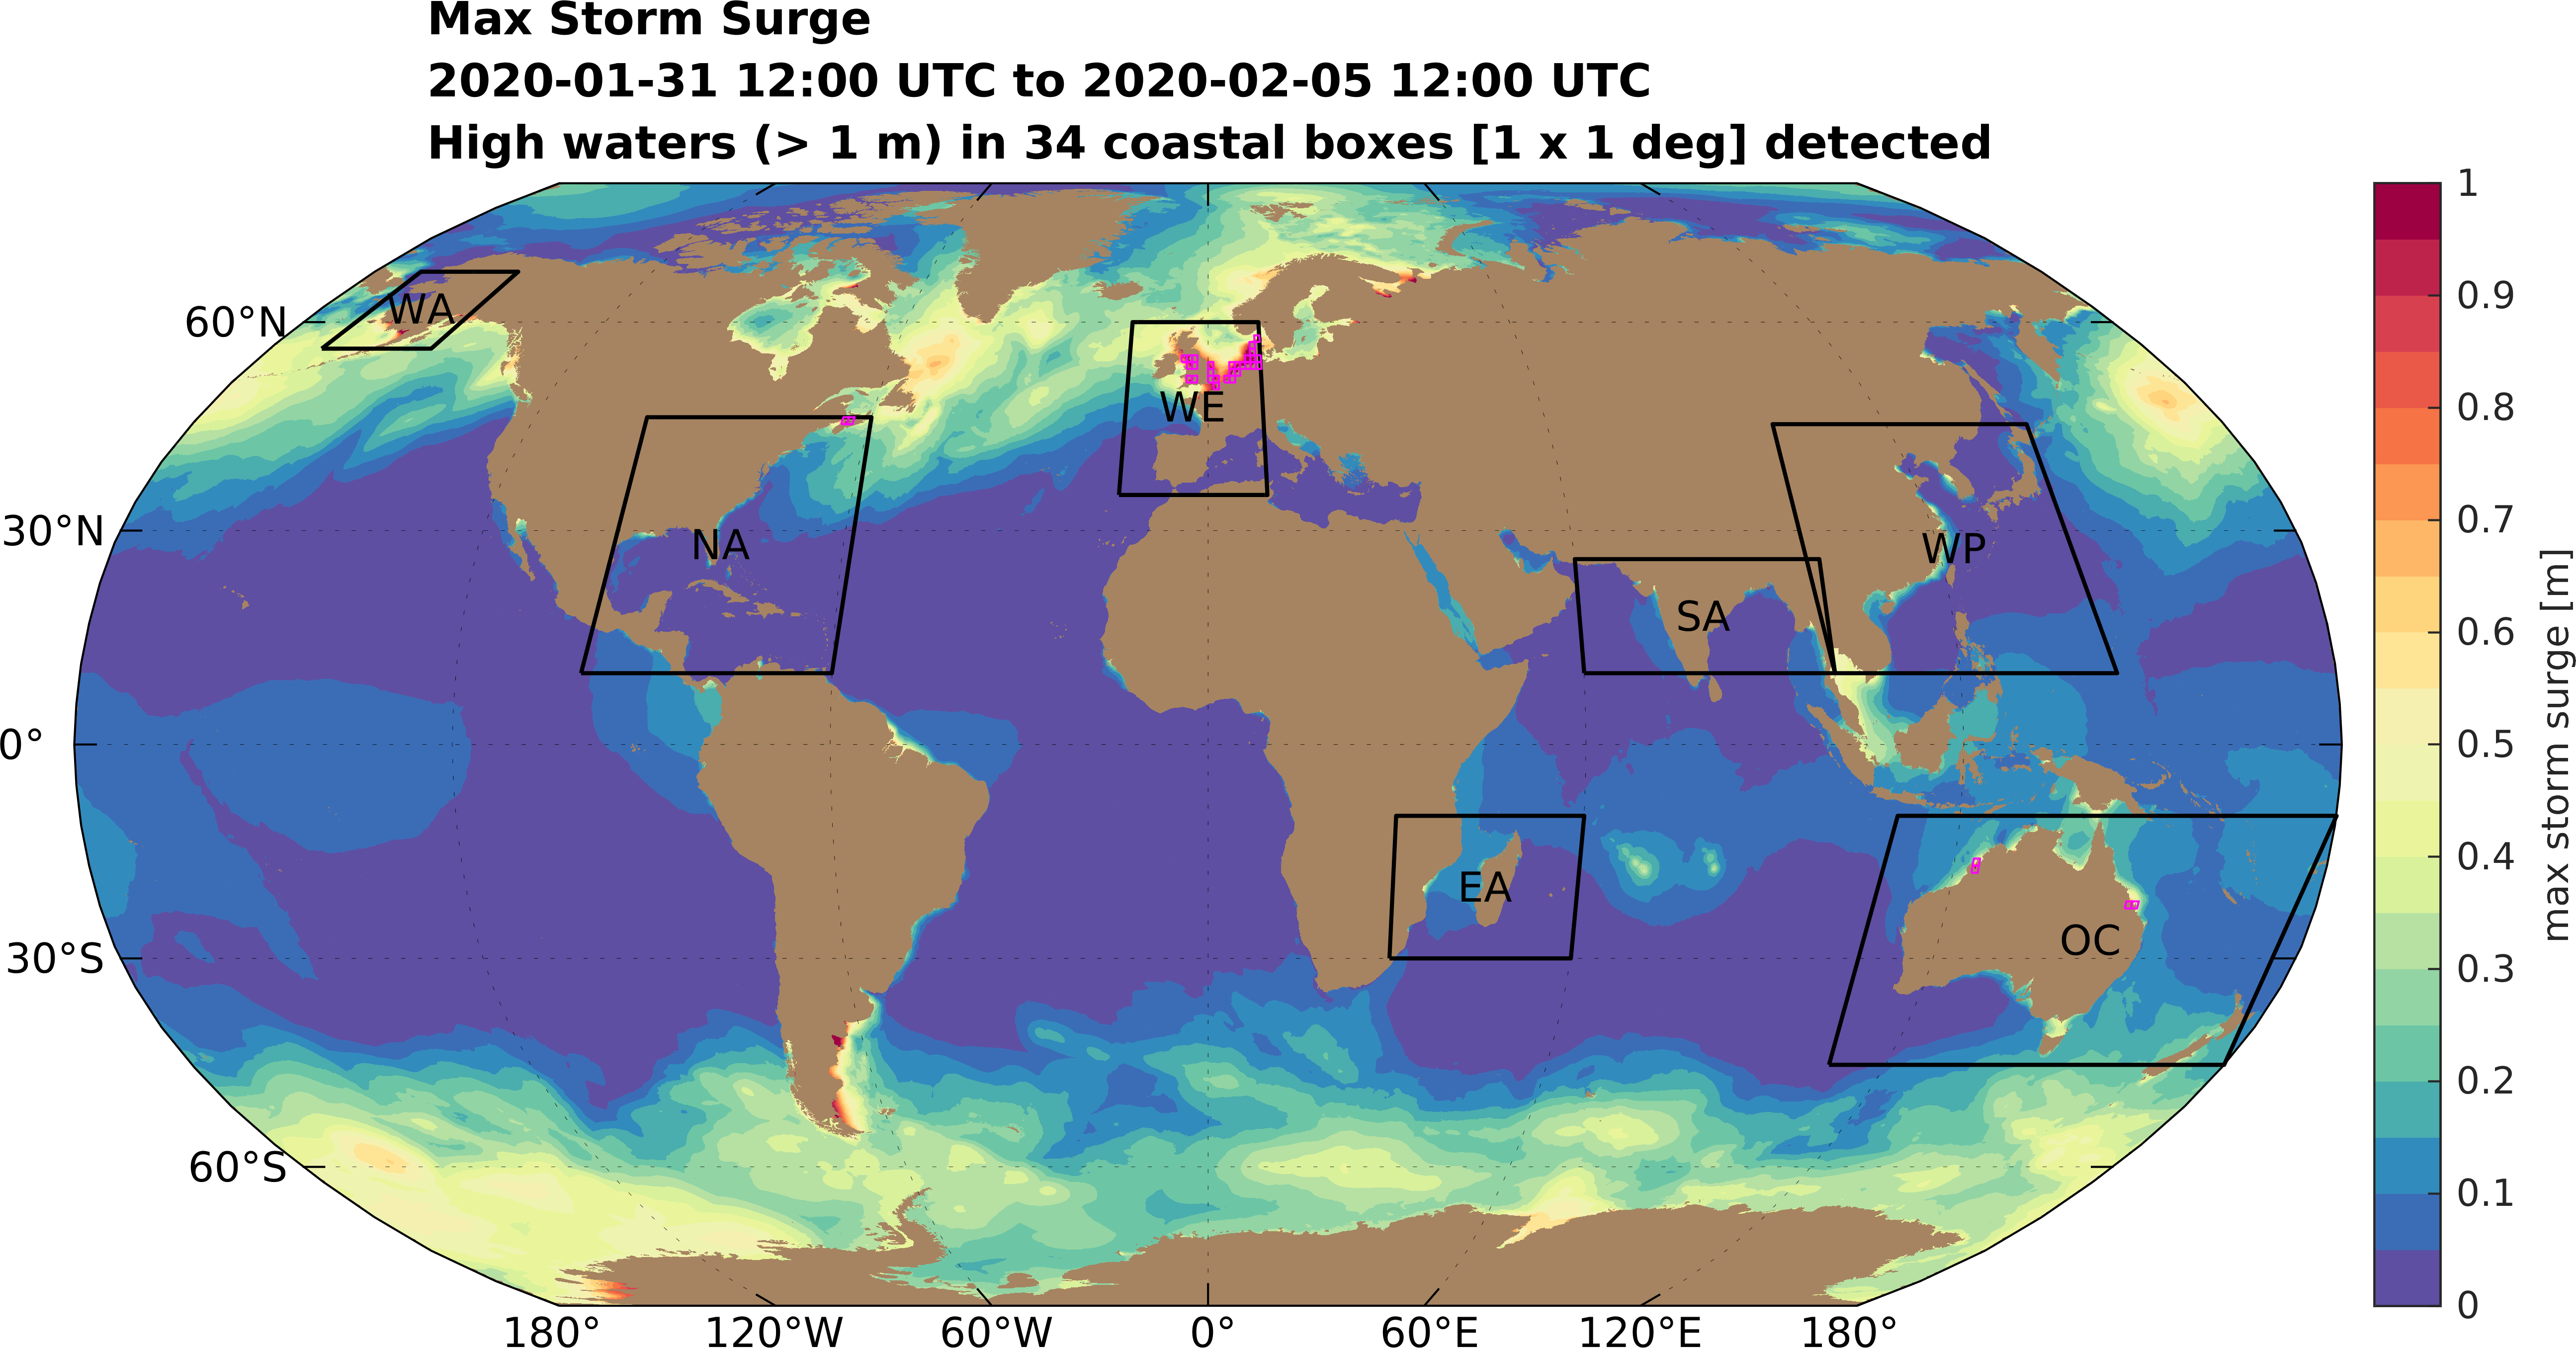 Max Storm Surge
2020-01-31 12:00 UTC to 2020-02-05 12:00 UTC
High waters (> 1 m) in 34 coastal boxes [1 x 1 deg] detected
WA
60°N
WE
NA
30°N
WP
SA
0°
EA
OC
30°S
60°S
180°
120°W
60°W
0°
60°E
120°E
180°
1
0.9
0.8
0.7
0.6
0.5
0.4
0.3
0.2
0.1
0
max storm surge [m]